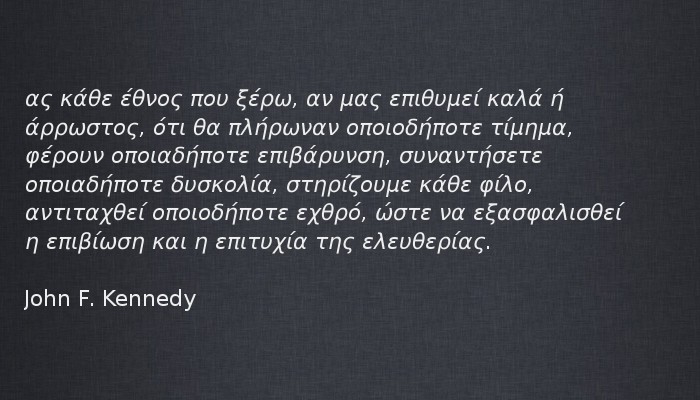 ας κάθε έθνος που ξέρω, αν μας επιθυμεί καλά ή
άρρωστος, ότι θα πλήρωναν οποιοδήποτε τίμημα,
φέρουν οποιαδήποτε επιβάρυνση, συναντήσετε
οποιαδήποτε δυσκολία, στηρίζουμε κάθε φίλο,
αντιταχθεί οποιοδήποτε εχθρό, ώστε να εξασφαλισθεί
η επιβίωση και η επιτυχία της ελευθερίας.
John F. Kennedy